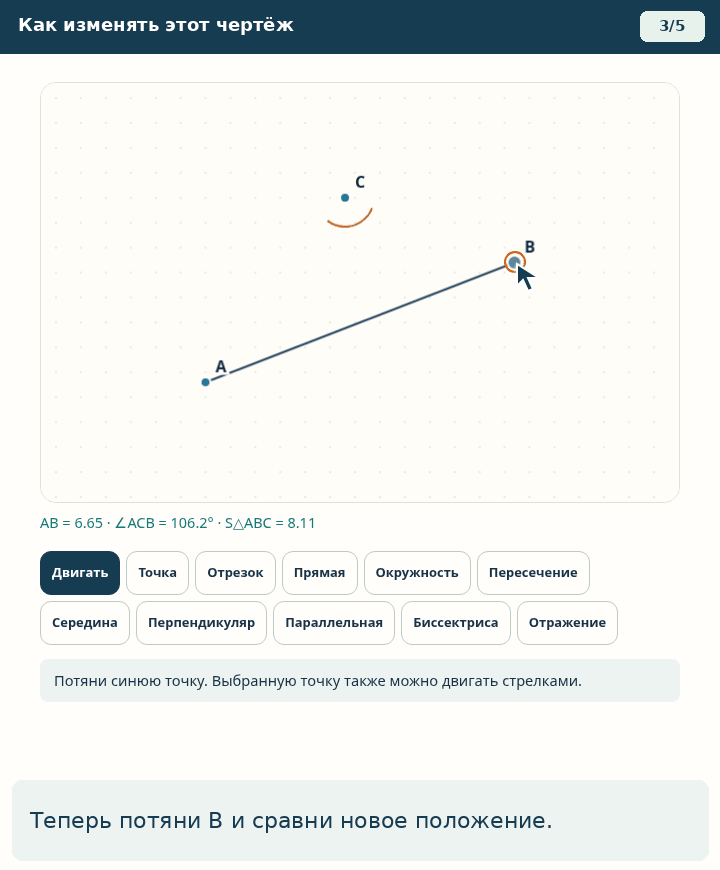 Как изменять этот чертёж
3/5
C
B
A
AB = 6.65 · ∠ACB = 106.2° · S△ABC = 8.11
Двигать Точка Отрезок Прямая Окружность Пересечение
Середина Перпендикуляр Параллельная Биссектриса Отражение
Потяни синюю точку. Выбранную точку также можно двигать стрелками.
Теперь потяни B и сравни новое положение.